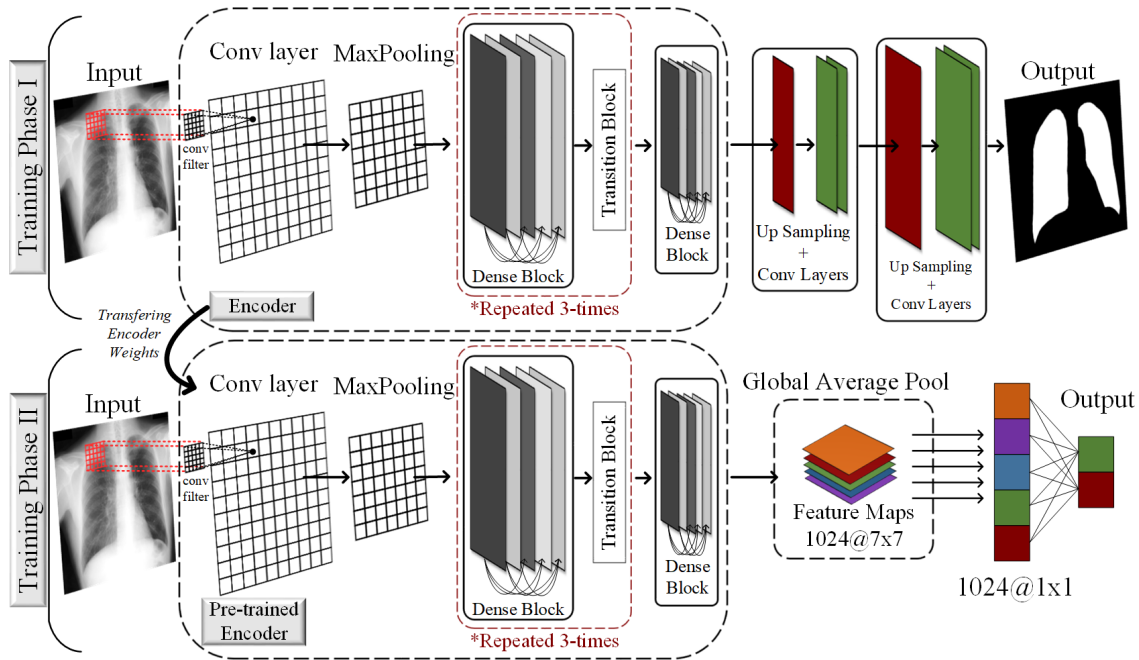 Training Phase I
Input
Conv layer
MaxPooling
conv
filter
Dense Block
Transition Block
*Repeated 3-times
Dense
Block
Up Sampling
+
Conv Layers
Up Sampling
+
Conv Layers
Output
Encoder
Transfering
Encoder
Weights
Training Phase II
Input
Conv layer
MaxPooling
conv
filter
Dense Block
Transition Block
*Repeated 3-times
Dense
Block
Global Average Pool
Feature Maps
1024@7x7
Output
1024@1x1
Pre-trained
Encoder